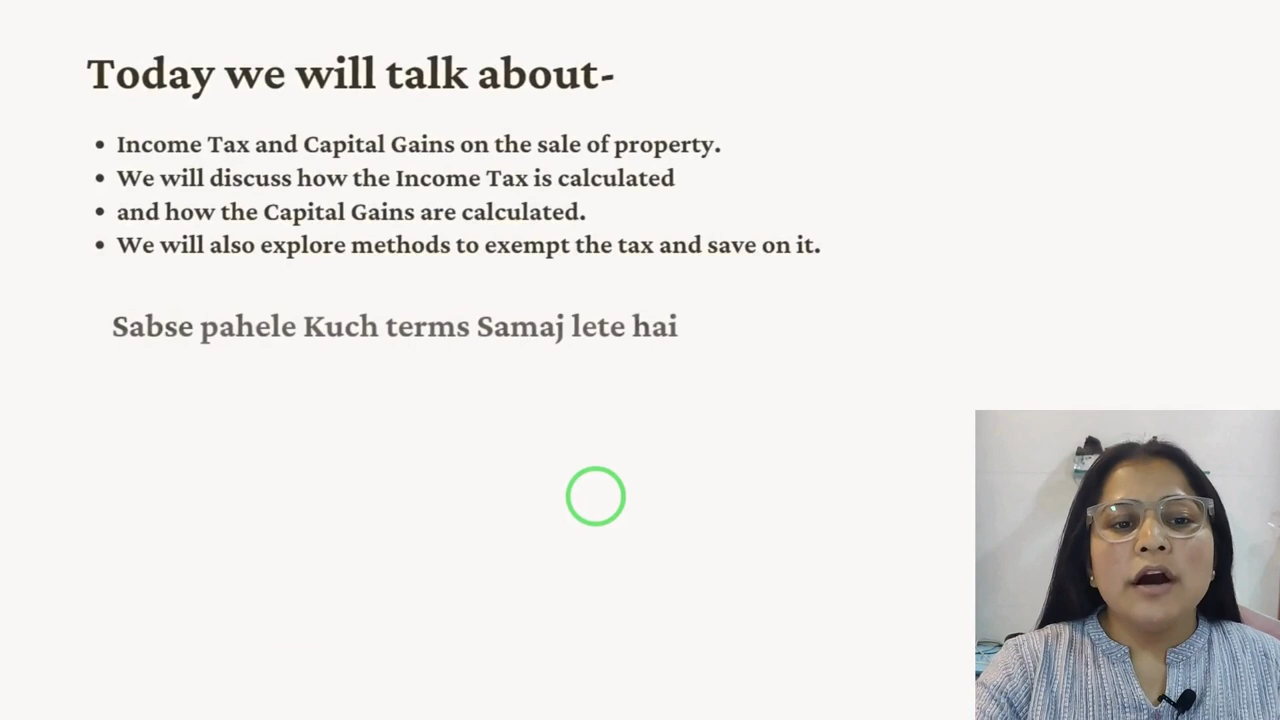 Today we will talk about-
• Income Tax and Capital Gains on the sale of property.
• We will discuss how the Income Tax is calculated
• and how the Capital Gains are calculated.
• We will also explore methods to exempt the tax and save on it.
Sabse pahele Kuch terms Samaj lete hai